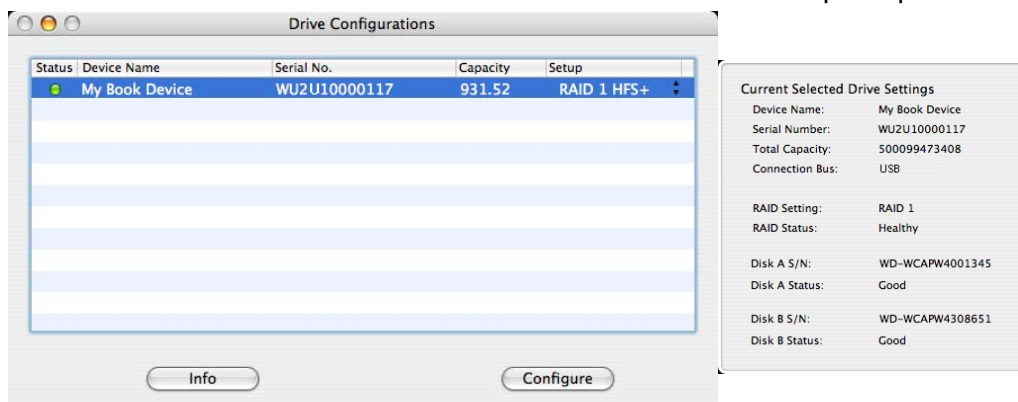 Drive Configurations
Status Device Name Serial No. Capacity Setup
My Book Device WU2U10000117 931.52 RAID 1 HFS+
Info Configure
Current Selected Drive Settings
Device Name: My Book Device
Serial Number: WU2U10000117
Total Capacity: 500099473408
Connection Bus: USB
RAID Setting: RAID 1
RAID Status: Healthy
Disk A S/N: WD-WCAPW4001345
Disk A Status: Good
Disk B S/N: WD-WCAPW4308651
Disk B Status: Good